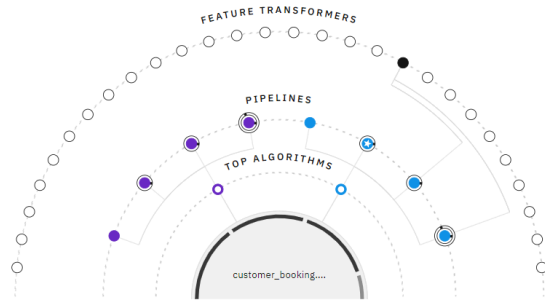 FEATURE TRANSFORMERS
PIPELINES
TOP ALGORITHMS
customer_booking....